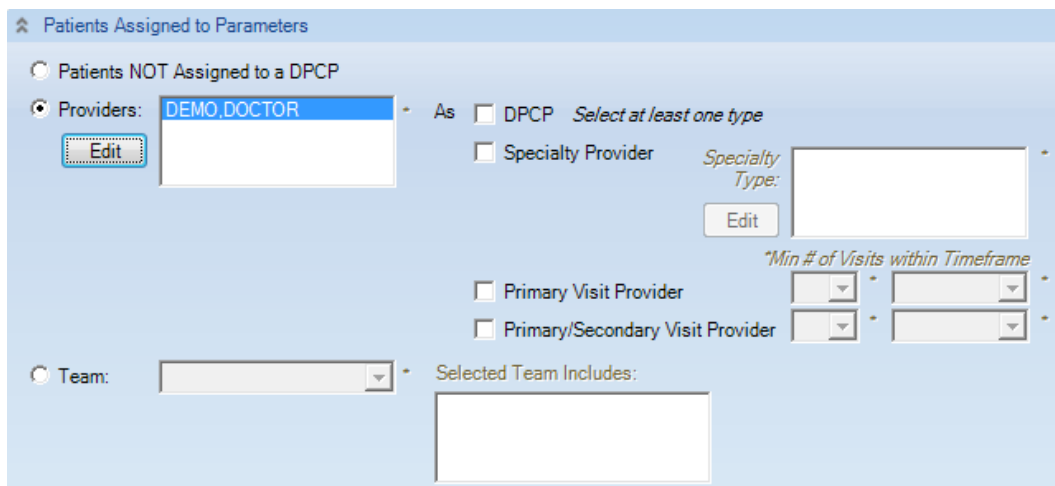 Patients Assigned to Parameters
Patients NOT Assigned to a DPCP
Providers: DEMO,DOCTOR * As DPCP Select at least one type
Edit Specialty Provider Specialty *
Type:
Edit
*Min # of Visits within Timeframe
Primary Visit Provider * *
Primary/Secondary Visit Provider * *
Team: * Selected Team Includes: